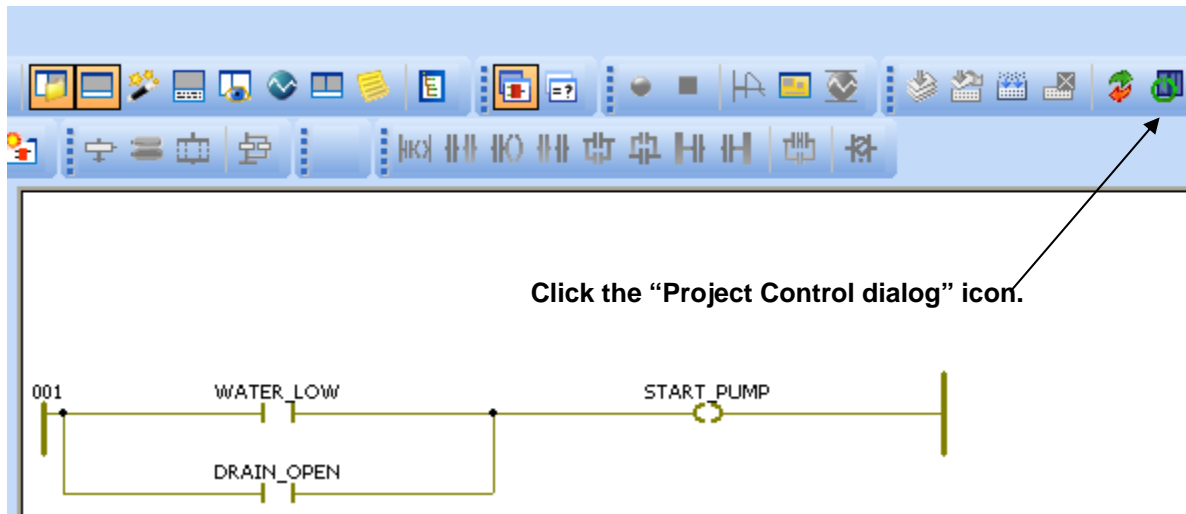 Click the “Project Control dialog” icon.
001 WATER_LOW START_PUMP
DRAIN_OPEN